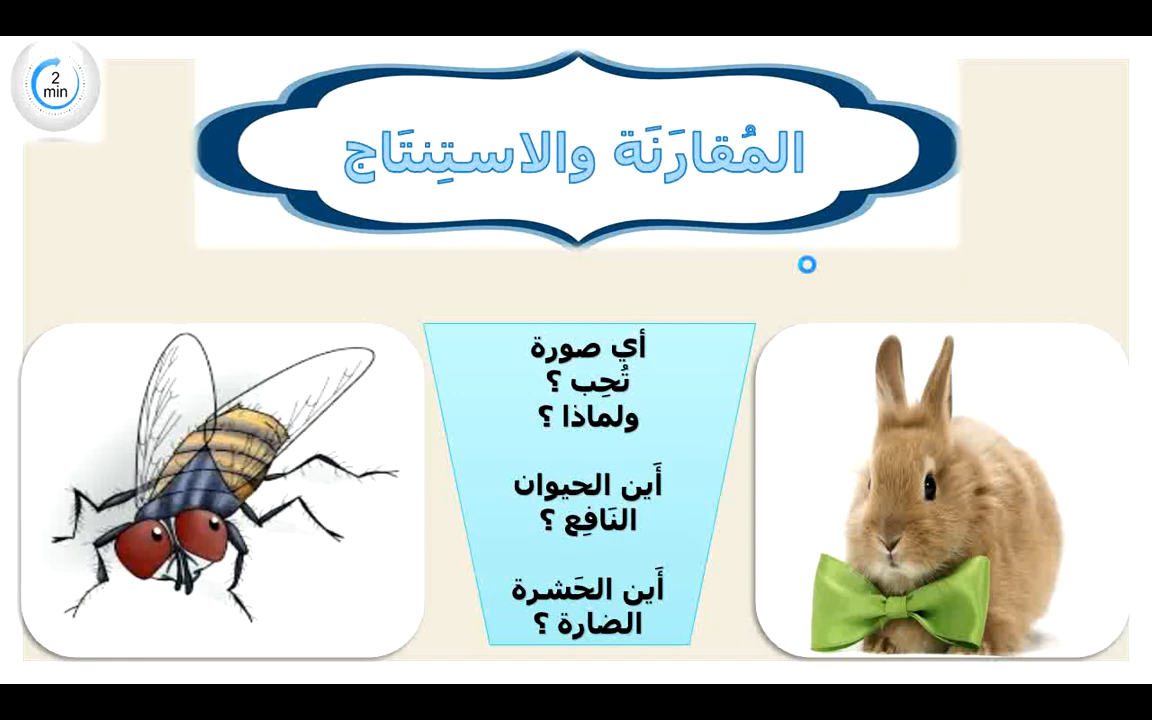 2
min
المُقارَنَة والاستِنتَاج
أي صورة
تُحِب ؟
ولماذا ؟
أَين الحيوان
النَافِع ؟
أَين الحَشرة
الضارة ؟